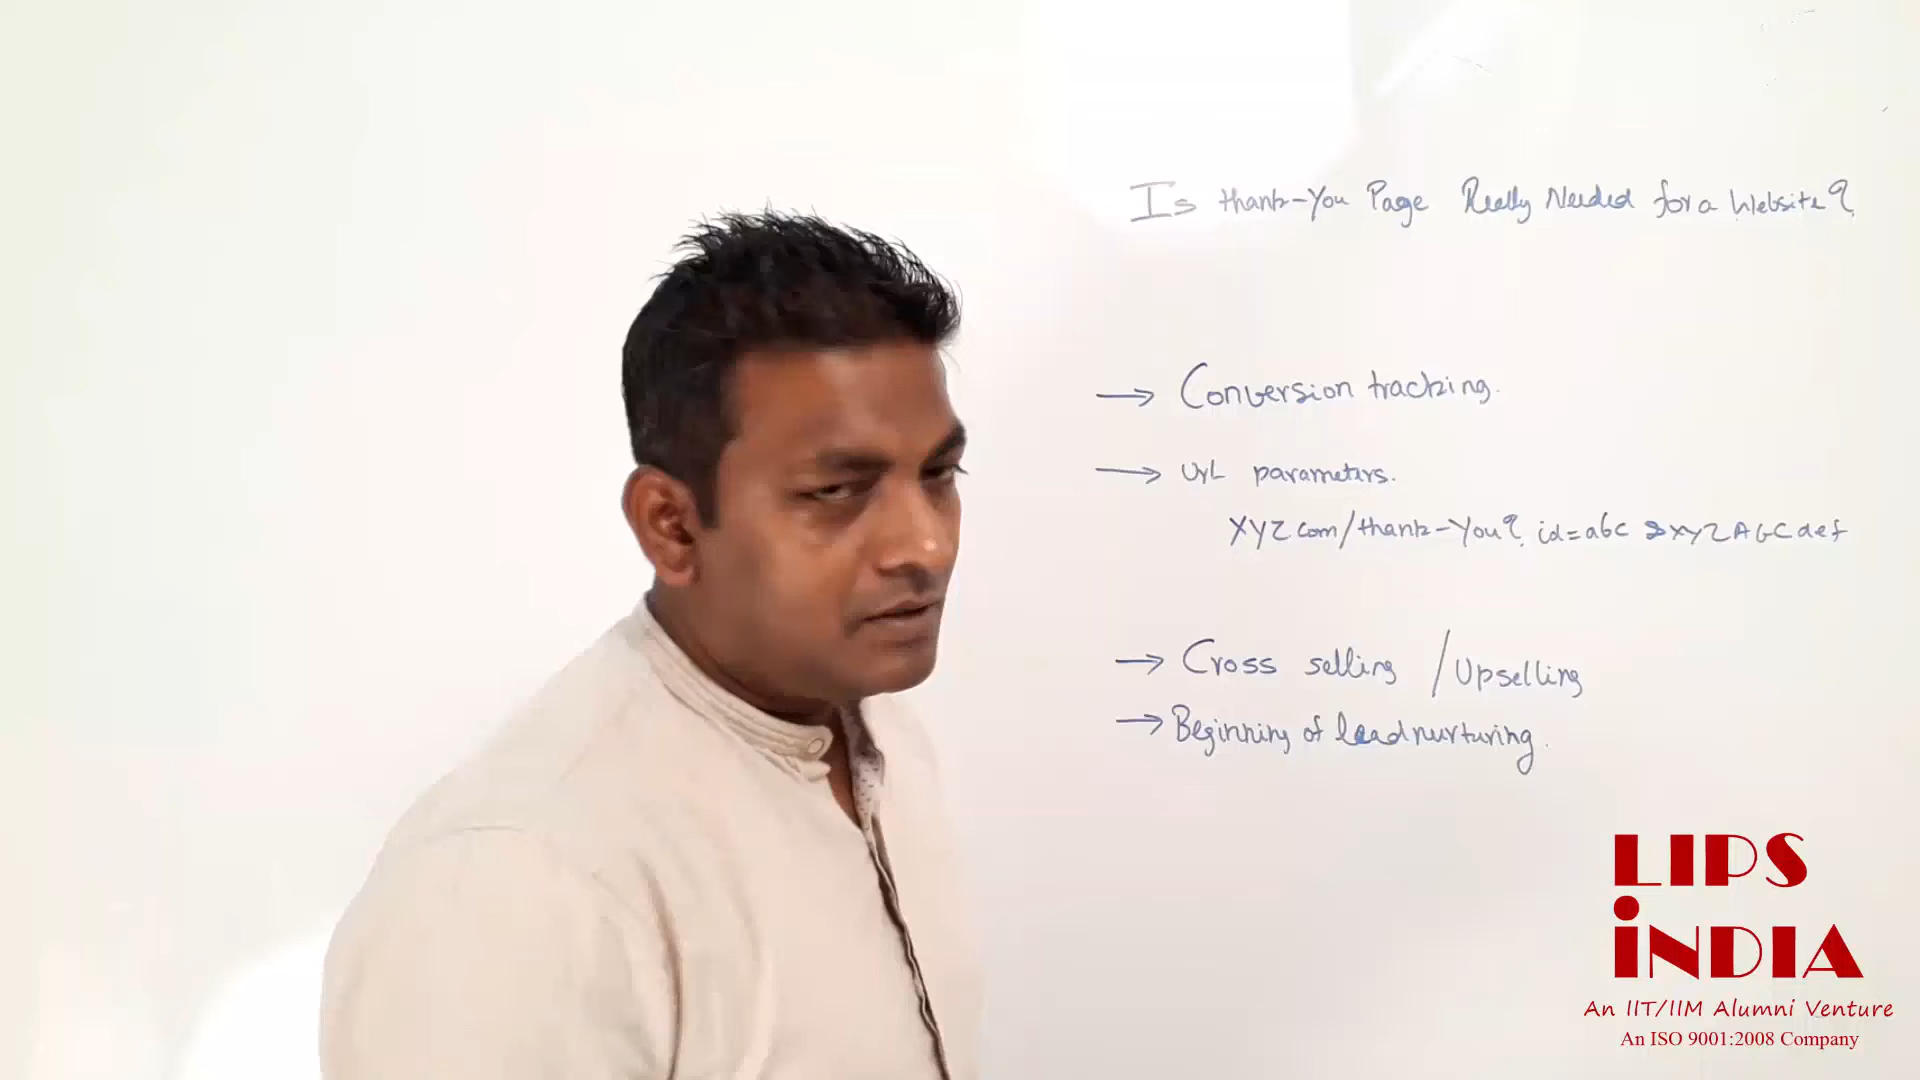 Is thank-You Page Really Needed for a Website?
→ Conversion tracking.
→ Url parameters.
XYZ com/thank-You? id=abc &xyZABCdef
→ Cross selling / Upselling
→ Beginning of lead nurturing.
LIPS
iNDIA
An IIT/IIM Alumni Venture
An ISO 9001:2008 Company